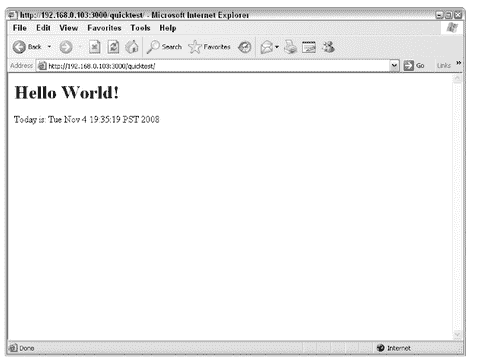 http://192.168.0.103:3000/quicktest/ - Microsoft Internet Explorer
File Edit View Favorites Tools Help
Back Search Favorites
Address http://192.168.0.103:3000/quicktest/ Go Links »
Hello World!
Today is: Tue Nov 4 19:35:19 PST 2008
Done Internet